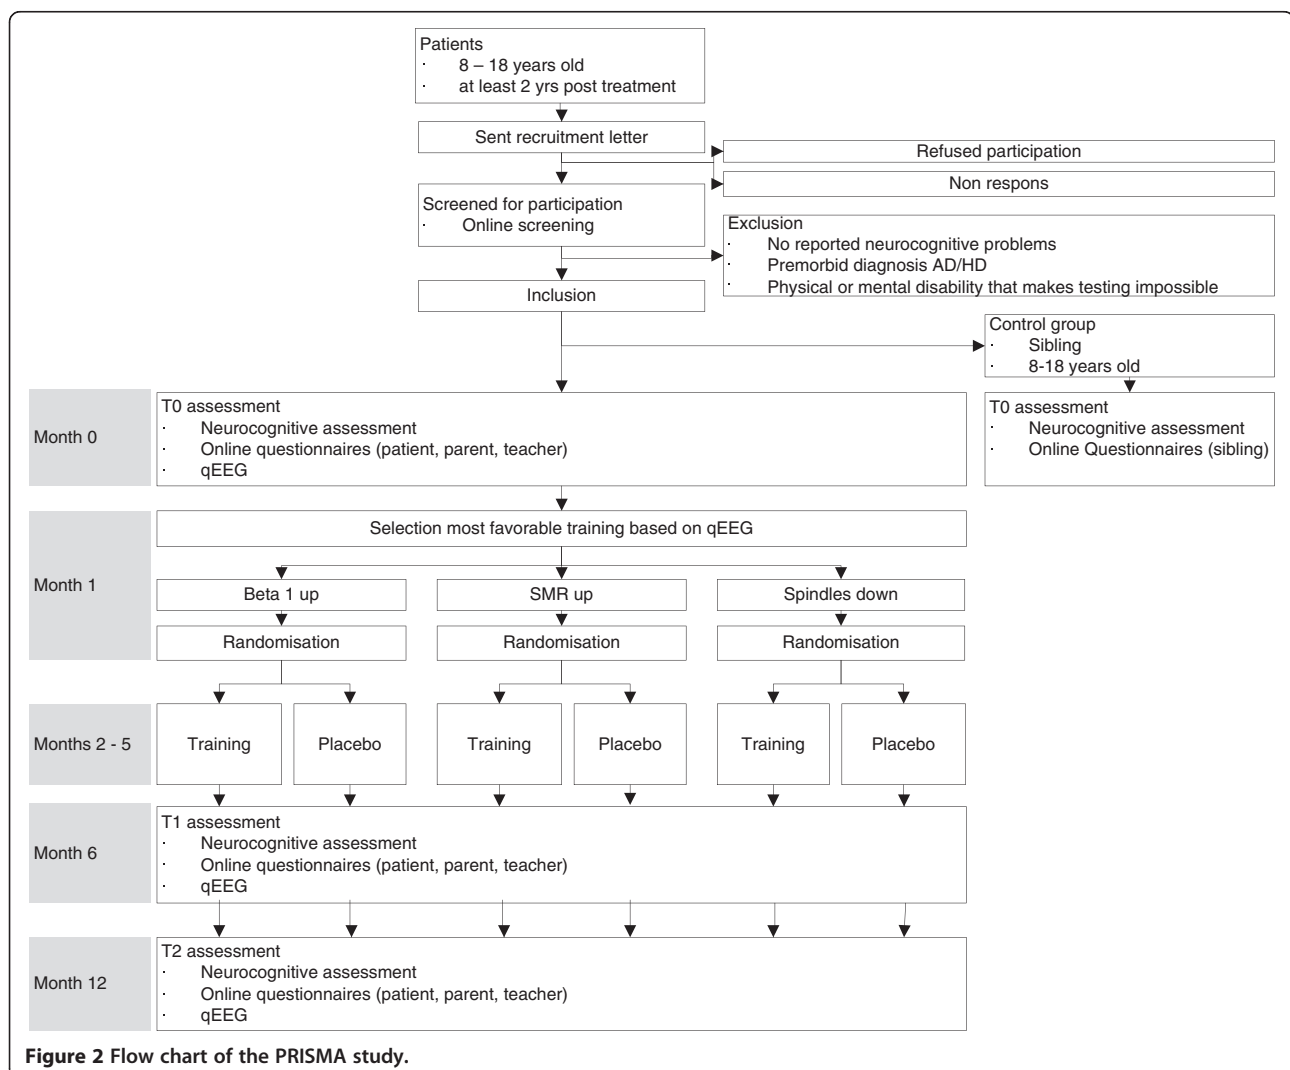 Patients
· 8 – 18 years old
· at least 2 yrs post treatment
Sent recruitment letter
Refused participation
Non respons
Screened for participation
· Online screening
Exclusion
· No reported neurocognitive problems
· Premorbid diagnosis AD/HD
· Physical or mental disability that makes testing impossible
Inclusion
Control group
· Sibling
· 8-18 years old
Month 0
T0 assessment
· Neurocognitive assessment
· Online questionnaires (patient, parent, teacher)
· qEEG
T0 assessment
· Neurocognitive assessment
· Online Questionnaires (sibling)
Month 1
Selection most favorable training based on qEEG
Beta 1 up
SMR up
Spindles down
Randomisation
Randomisation
Randomisation
Months 2 - 5
Training
Placebo
Training
Placebo
Training
Placebo
Month 6
T1 assessment
· Neurocognitive assessment
· Online questionnaires (patient, parent, teacher)
· qEEG
Month 12
T2 assessment
· Neurocognitive assessment
· Online questionnaires (patient, parent, teacher)
· qEEG
Figure 2 Flow chart of the PRISMA study.